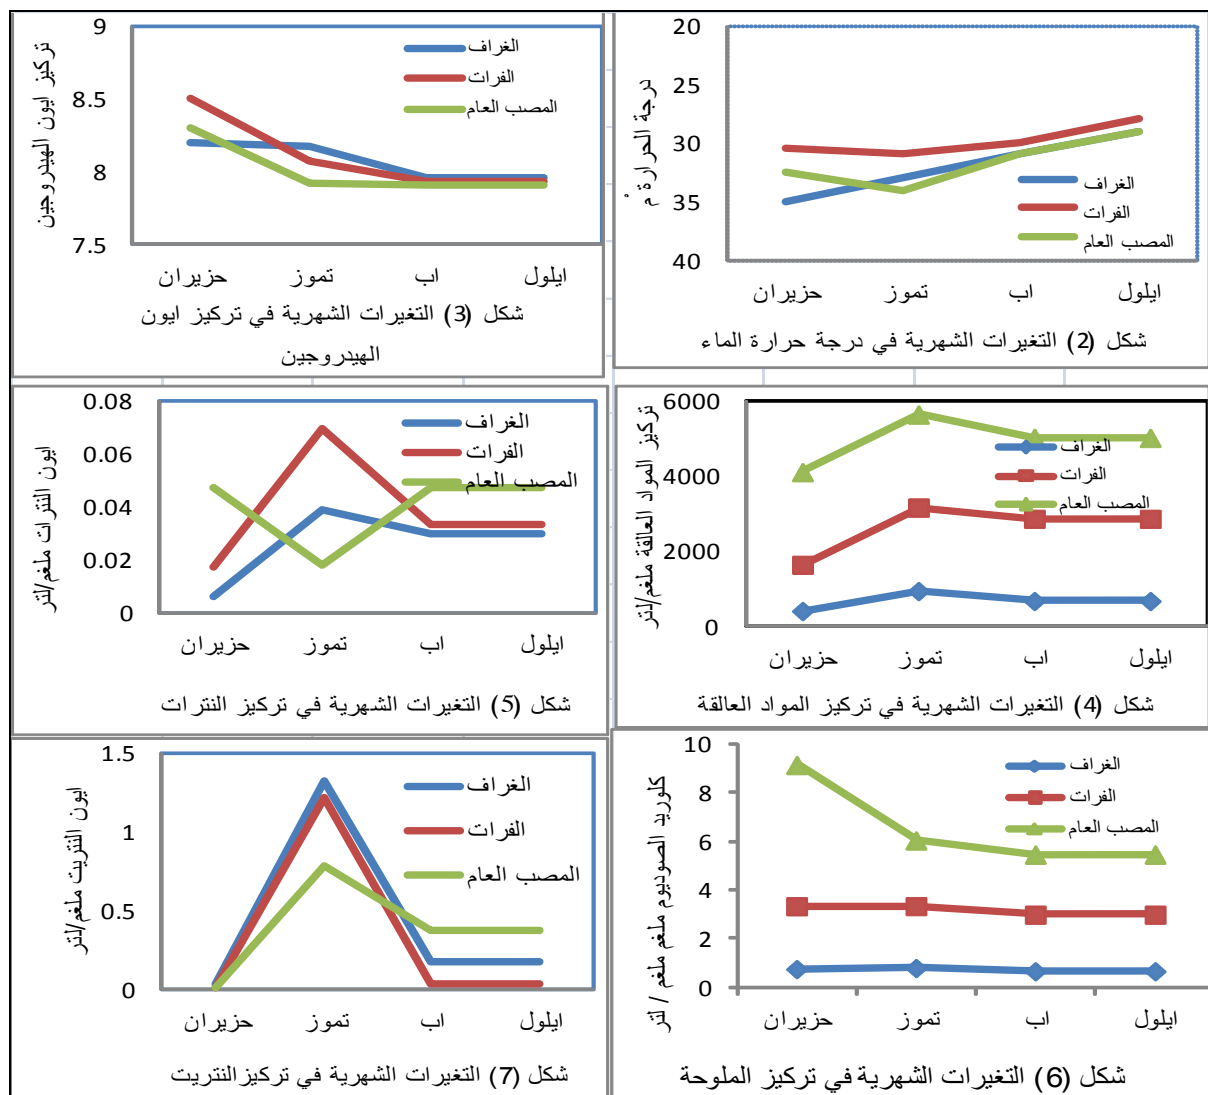 20
25
30
35
40
درجة الحرارة مْ
الغراف
الفرات
المصب العام
حزيران تموز اب ايلول
شكل (2) التغيرات الشهرية في درجة حرارة الماء
9
8.5
8
7.5
تركيز ايون الهيدروجين
الغراف
الفرات
المصب العام
حزيران تموز اب ايلول
شكل (3) التغيرات الشهرية في تركيز ايون
الهيدروجين
6000
4000
2000
0
تركيز المواد العالقة ملغم/لتر
الغراف
الفرات
المصب العام
حزيران تموز اب ايلول
شكل (4) التغيرات الشهرية في تركيز المواد العالقة
0.08
0.06
0.04
0.02
0
ايون النترات ملغم/لتر
الغراف
الفرات
المصب العام
حزيران تموز اب ايلول
شكل (5) التغيرات الشهرية في تركيز النترات
10
8
6
4
2
0
كلوريد الصوديوم ملغم ملغم / لتر
الغراف
الفرات
المصب العام
حزيران تموز اب ايلول
شكل (6) التغيرات الشهرية في تركيز الملوحة
1.5
1
0.5
0
ايون النتريت ملغم/لتر
الغراف
الفرات
المصب العام
حزيران تموز اب ايلول
شكل (7) التغيرات الشهرية في تركيزالنتريت